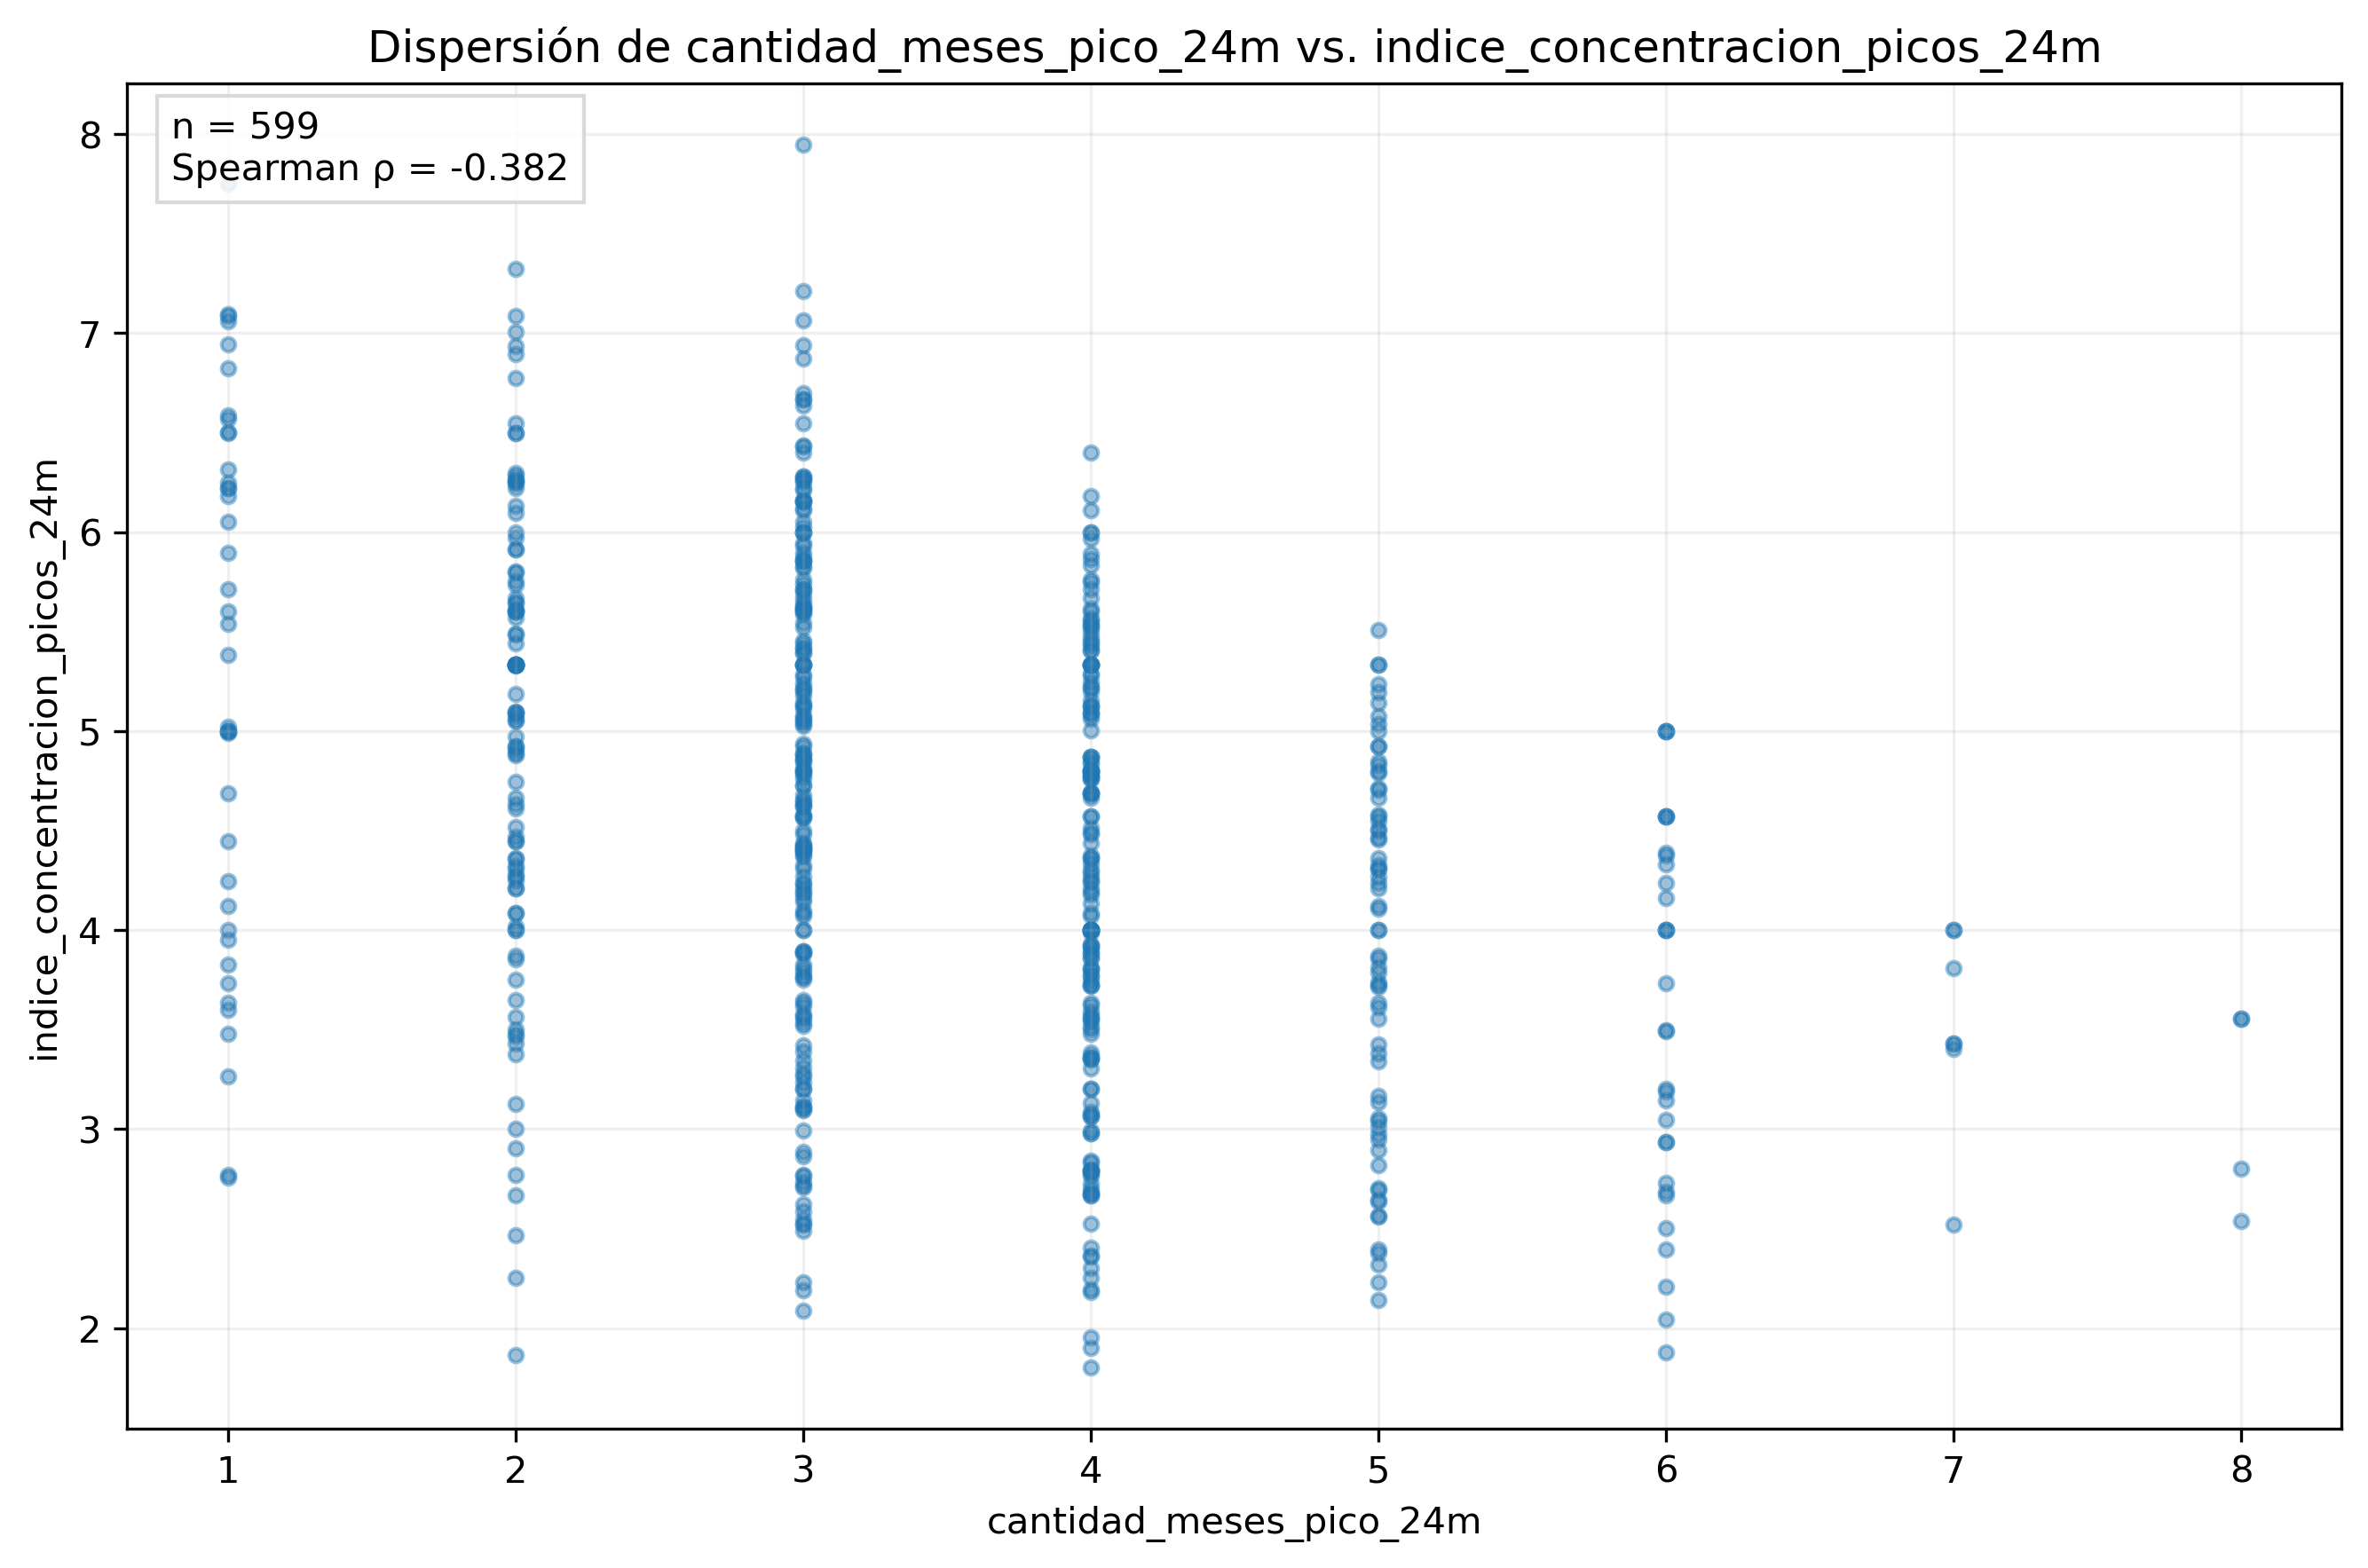 Dispersión de cantidad_meses_pico_24m vs. indice_concentracion_picos_24m
n = 599
Spearman ρ = -0.382
indice_concentracion_picos_24m
8
7
6
5
4
3
2
1 2 3 4 5 6 7 8
cantidad_meses_pico_24m